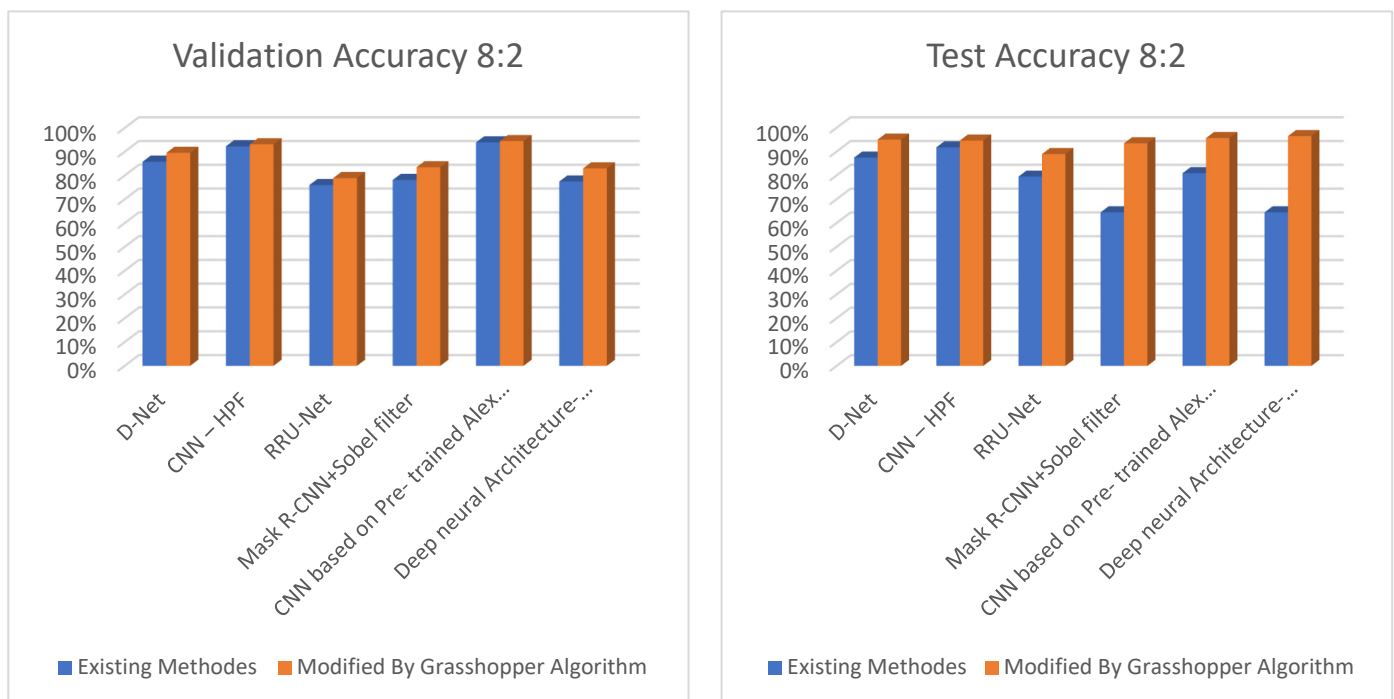 Validation Accuracy 8:2
100%
90%
80%
70%
60%
50%
40%
30%
20%
10%
0%
D-Net
CNN – HPF
RRU-Net
Mask R-CNN+Sobel filter
CNN based on Pre- trained Alex...
Deep neural Architecture-...
Existing Methodes
Modified By Grasshopper Algorithm
Test Accuracy 8:2
100%
90%
80%
70%
60%
50%
40%
30%
20%
10%
0%
D-Net
CNN – HPF
RRU-Net
Mask R-CNN+Sobel filter
CNN based on Pre- trained Alex...
Deep neural Architecture-...
Existing Methodes
Modified By Grasshopper Algorithm